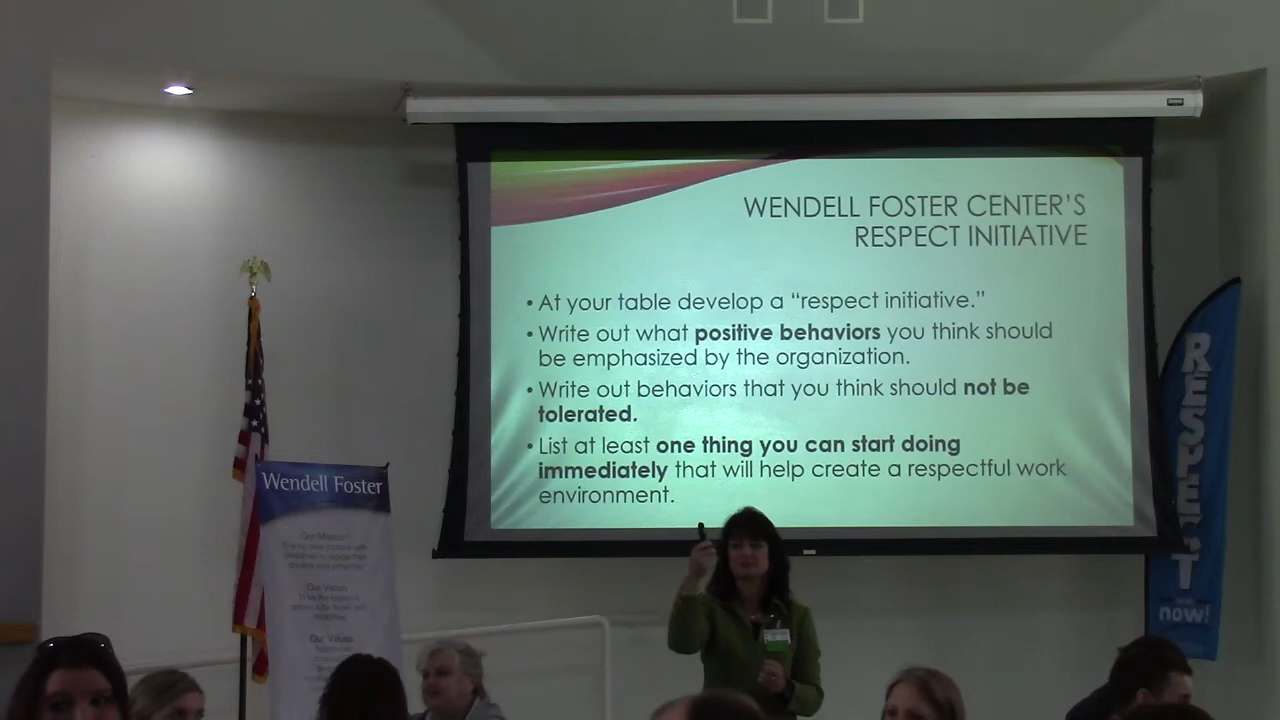 WENDELL FOSTER CENTER'S
RESPECT INITIATIVE
• At your table develop a “respect initiative.”
• Write out what positive behaviors you think should
be emphasized by the organization.
• Write out behaviors that you think should not be
tolerated.
• List at least one thing you can start doing
immediately that will help create a respectful work
environment.
Wendell Foster
Our Mission
Our Vision
Our Values
RESPECT
now!